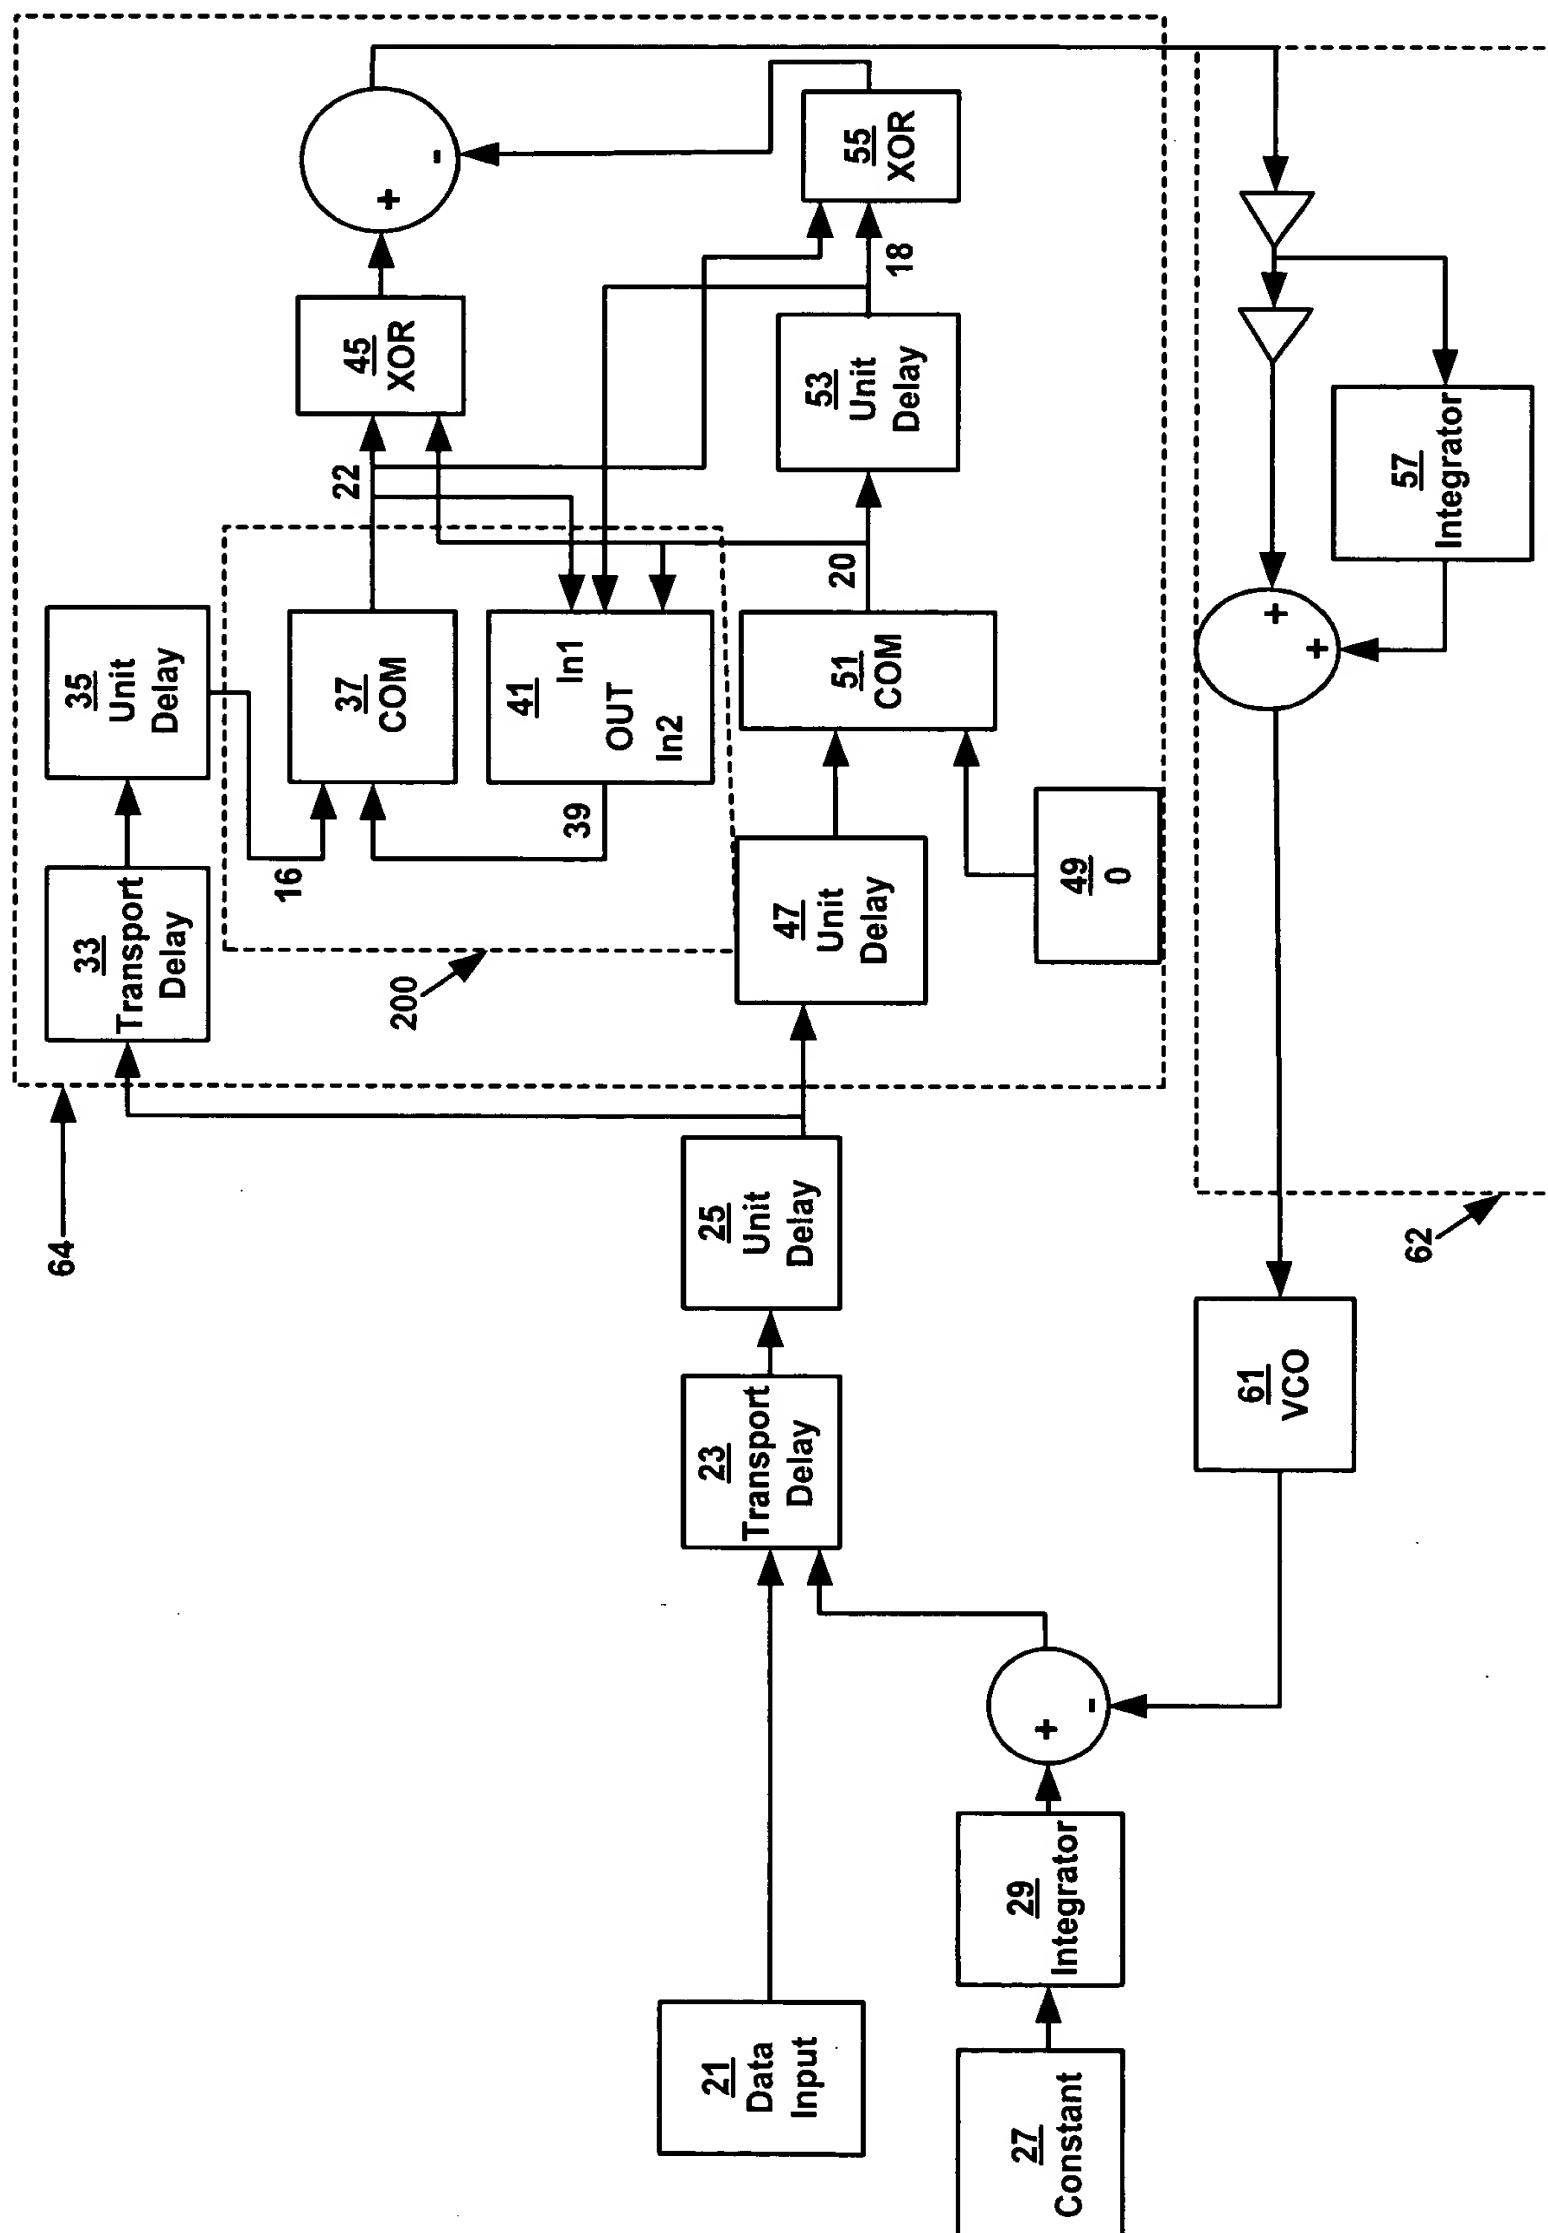 64
33
Transport
Delay
35
Unit
Delay
16
200
37
COM
22
45
XOR
+
-
39
41
In1
OUT
In2
21
Data
Input
23
Transport
Delay
25
Unit
Delay
47
Unit
Delay
51
COM
20
53
Unit
Delay
18
55
XOR
49
0
27
Constant
29
Integrator
+
-
61
VCO
62
+
+
57
Integrator